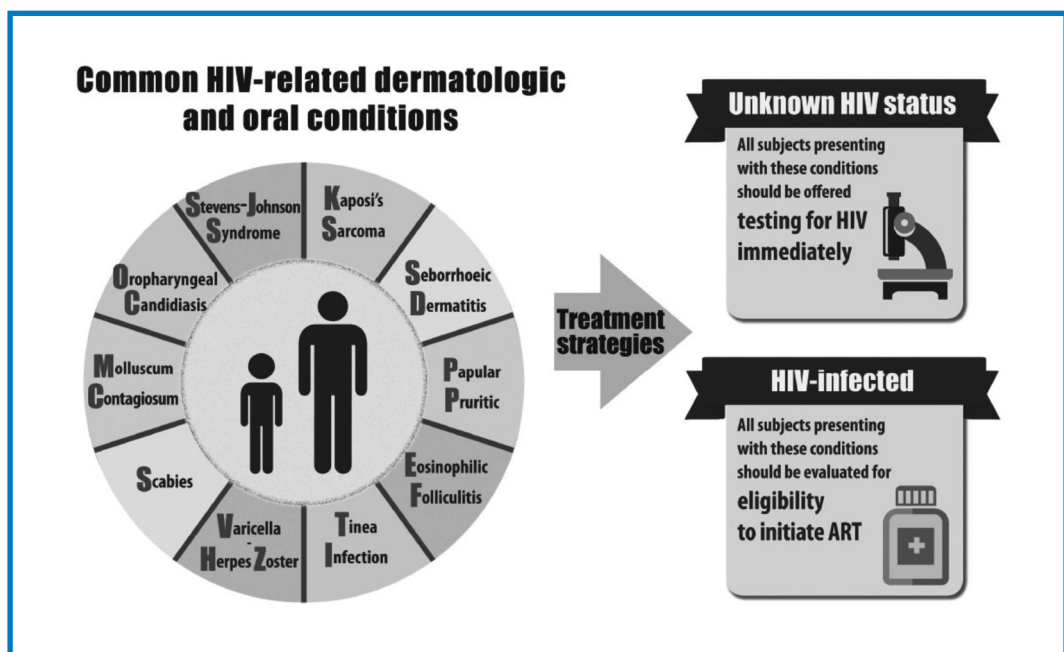 Common HIV-related dermatologic
and oral conditions
Kaposi's
Sarcoma
Seborrhoeic
Dermatitis
Papular
Pruritic
Eosinophilic
Folliculitis
Tinea
Infection
Varicella
-
Herpes Zoster
Scabies
Molluscum
Contagiosum
Oropharyngeal
Candidiasis
Stevens-Johnson
Syndrome
Treatment
strategies
Unknown HIV status
All subjects presenting
with these conditions
should be offered
testing for HIV
immediately
HIV-infected
All subjects presenting
with these conditions
should be evaluated for
eligibility
to initiate ART